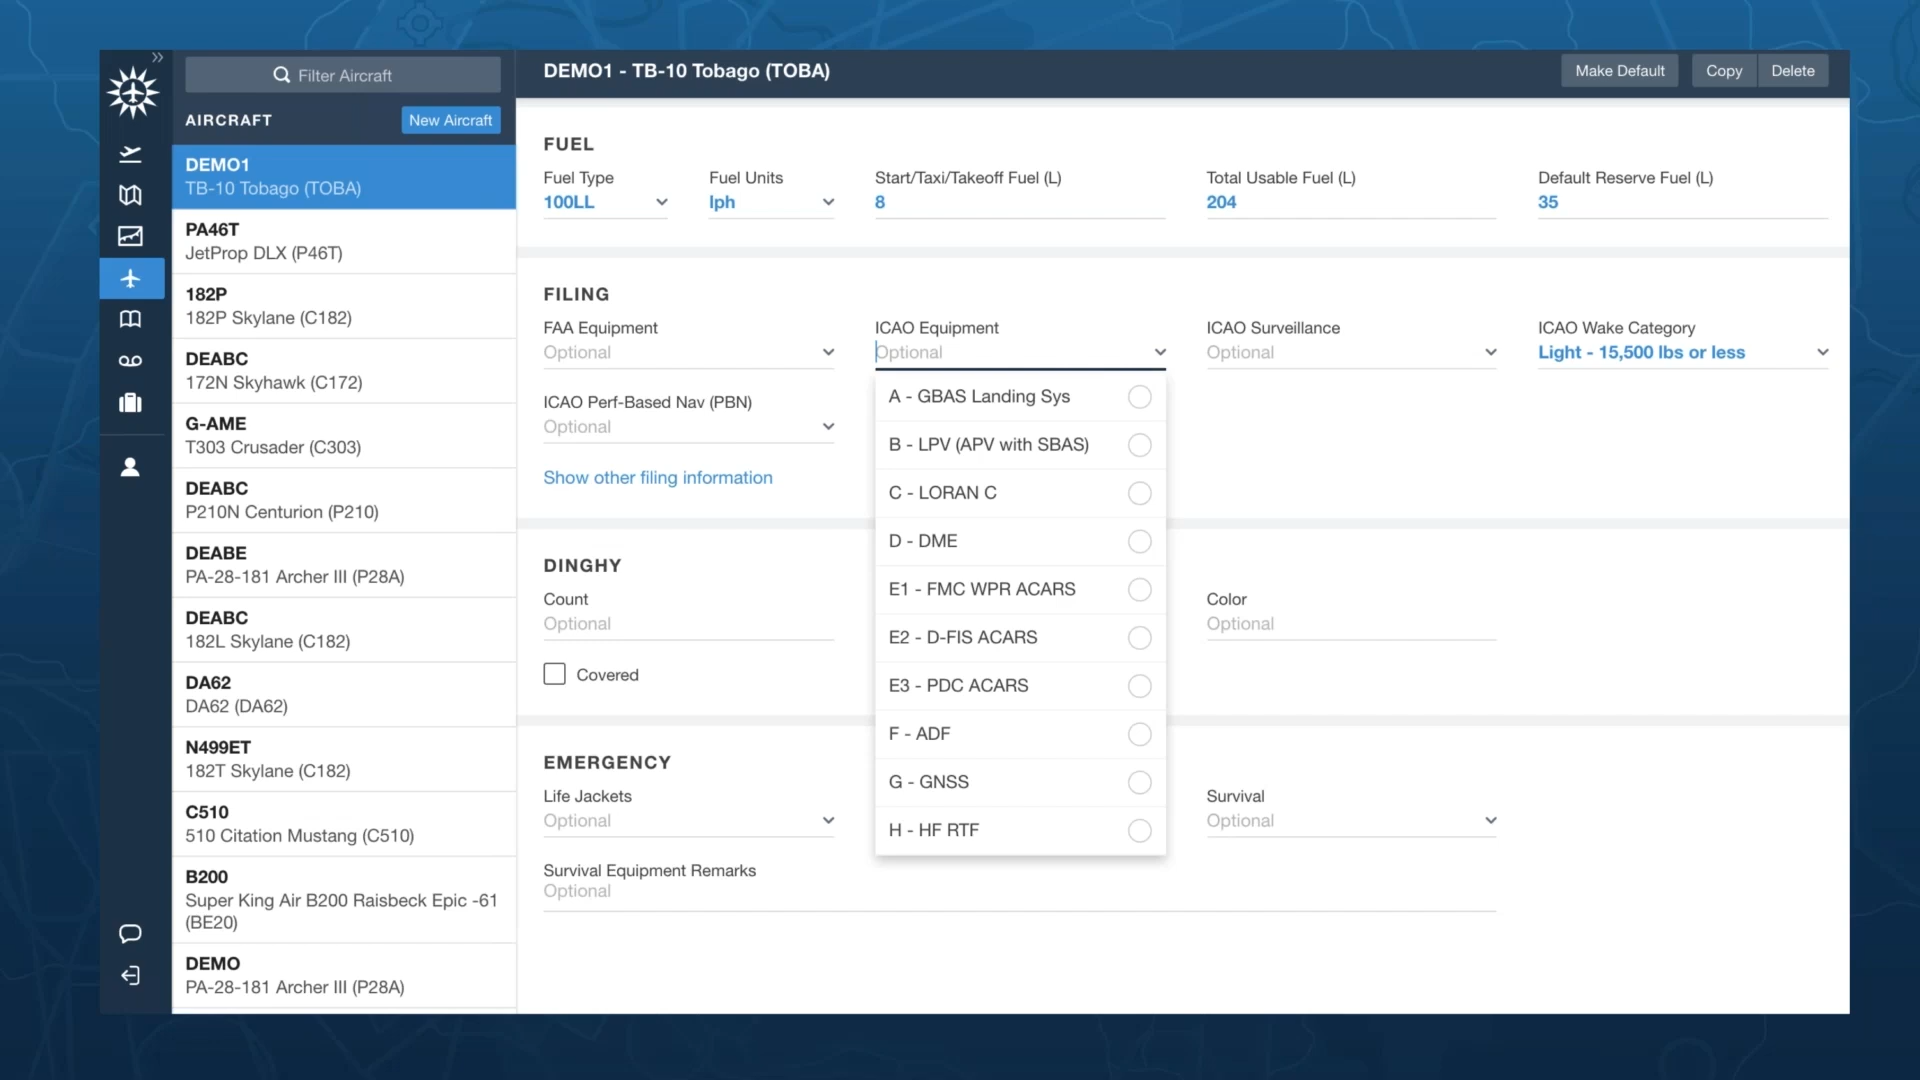 Filter Aircraft
AIRCRAFT
New Aircraft
DEMO1
TB-10 Tobago (TOBA)
PA46T
JetProp DLX (P46T)
182P
182P Skylane (C182)
DEABC
172N Skyhawk (C172)
G-AME
T303 Crusader (C303)
DEABC
P210N Centurion (P210)
DEABE
PA-28-181 Archer III (P28A)
DEABC
182L Skylane (C182)
DA62
DA62 (DA62)
N499ET
182T Skylane (C182)
C510
510 Citation Mustang (C510)
B200
Super King Air B200 Raisbeck Epic -61
(BE20)
DEMO
PA-28-181 Archer III (P28A)
DEMO1 - TB-10 Tobago (TOBA)
Make Default
Copy
Delete
FUEL
Fuel Type
100LL
Fuel Units
lph
Start/Taxi/Takeoff Fuel (L)
8
Total Usable Fuel (L)
204
Default Reserve Fuel (L)
35
FILING
FAA Equipment
Optional
ICAO Equipment
Optional
ICAO Surveillance
Optional
ICAO Wake Category
Light - 15,500 lbs or less
ICAO Perf-Based Nav (PBN)
Optional
Show other filing information
A - GBAS Landing Sys
B - LPV (APV with SBAS)
C - LORAN C
D - DME
E1 - FMC WPR ACARS
E2 - D-FIS ACARS
E3 - PDC ACARS
F - ADF
G - GNSS
H - HF RTF
DINGHY
Count
Optional
Color
Optional
Covered
EMERGENCY
Life Jackets
Optional
Survival
Optional
Survival Equipment Remarks
Optional